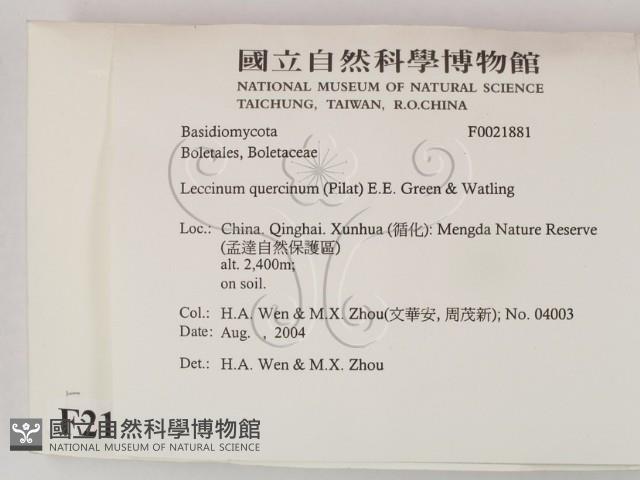 國立自然科學博物館
NATIONAL MUSEUM OF NATURAL SCIENCE
TAICHUNG, TAIWAN, R.O.CHINA
Basidiomycota F0021881
Boletales, Boletaceae
Leccinum quercinum (Pilat) E.E. Green & Watling
Loc.: China. Qinghai. Xunhua (循化): Mengda Nature Reserve
(孟達自然保護區)
alt. 2,400m;
on soil.
Col.: H.A. Wen & M.X. Zhou(文華安, 周茂新); No. 04003
Date: Aug. , 2004
Det.: H.A. Wen & M.X. Zhou
F21
國立自然科學博物館
NATIONAL MUSEUM OF NATURAL SCIENCE